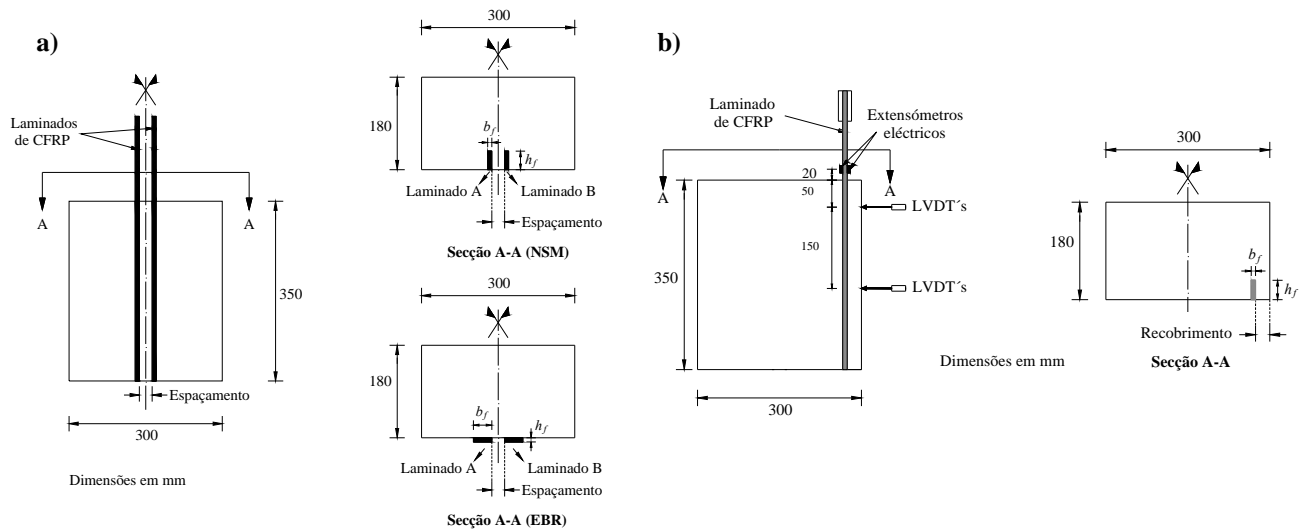 a)
Laminados
de CFRP
A
A
350
Espaçamento
300
Dimensões em mm
300
180
b_f
h_f
Laminado A
Laminado B
Espaçamento
Secção A-A (NSM)
300
180
b_f
h_f
Laminado A
Laminado B
Espaçamento
Secção A-A (EBR)
b)
Laminado
de CFRP
Extensómetros
eléctricos
A
A
20
50
LVDT´s
150
LVDT´s
350
300
Dimensões em mm
300
180
b_f
h_f
Recobrimento
Secção A-A